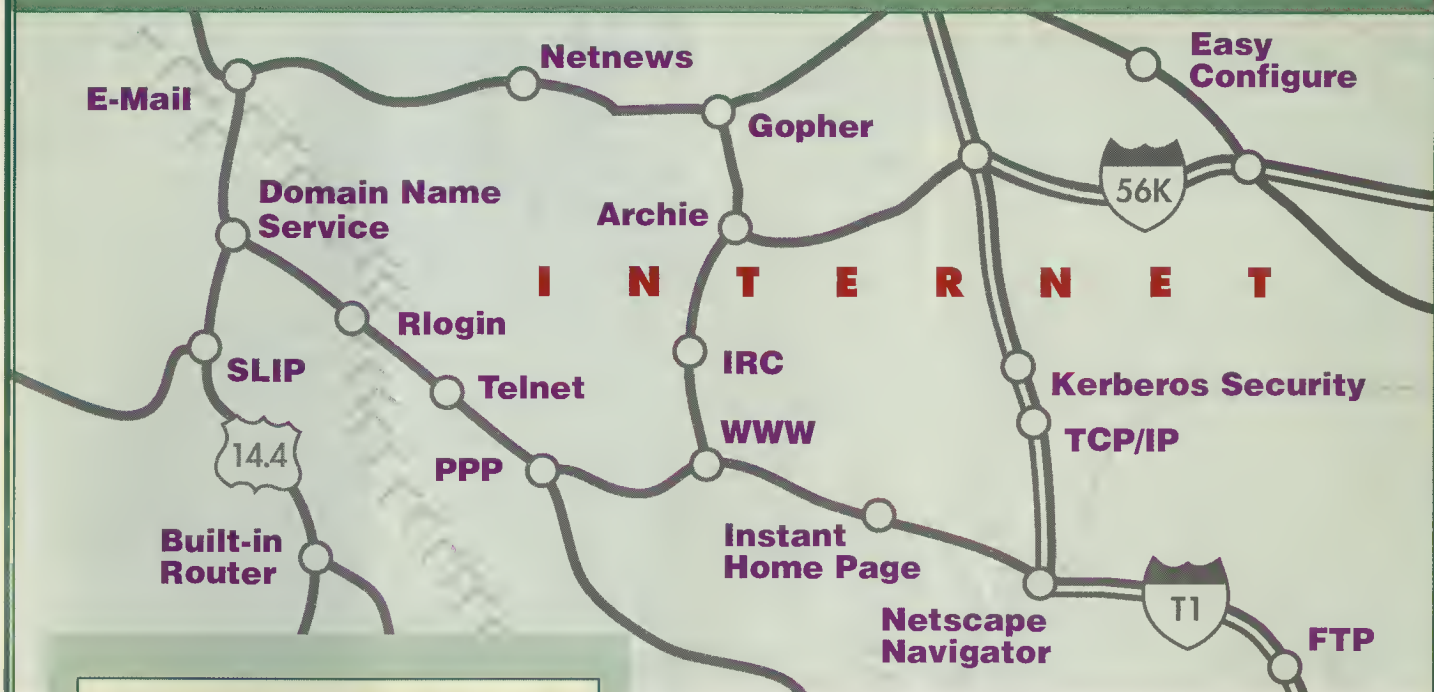 Netnews
Easy
Configure
E-Mail
Gopher
56K
Domain Name
Service
Archie
I N T E R N E T
Rlogin
IRC
SLIP
Telnet
Kerberos Security
WWW
TCP/IP
14.4
PPP
Built-in
Router
Instant
Home Page
T1
Netscape
Navigator
FTP